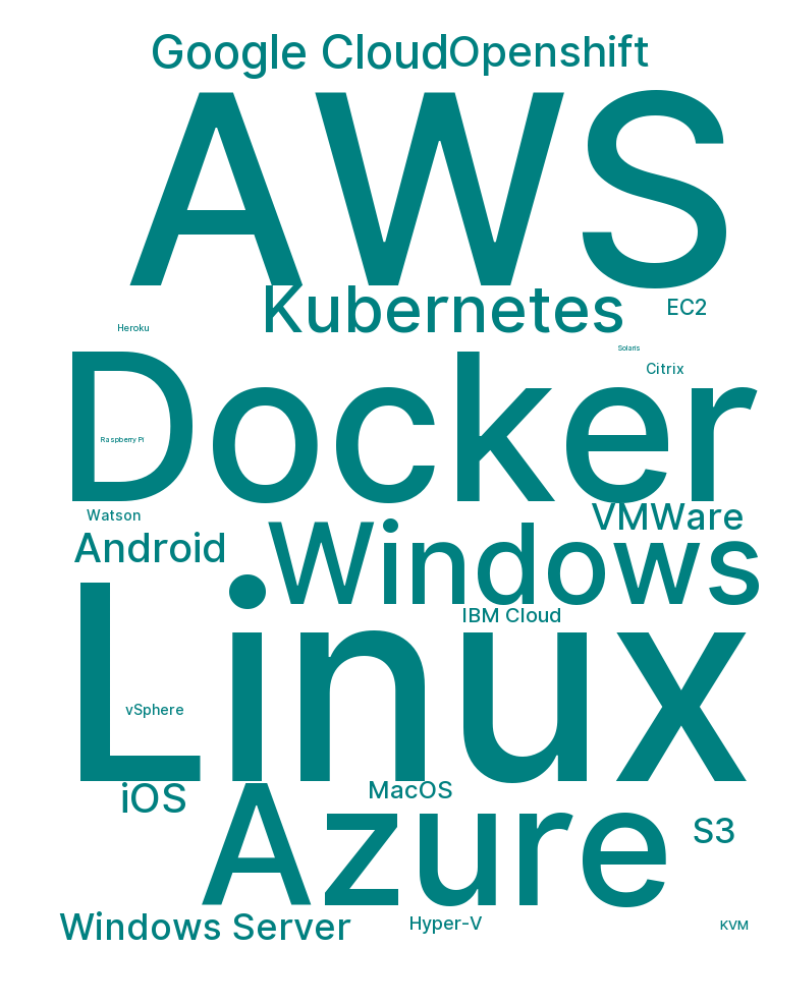 Google Cloud Openshift
AWS
Kubernetes
EC2
Heroku
Solaris
Citrix
Docker
Raspberry Pi
Watson
VMWare
Android
Windows
IBM Cloud
Linux
vSphere
iOS
MacOS
Azure
S3
Windows Server
Hyper-V
KVM